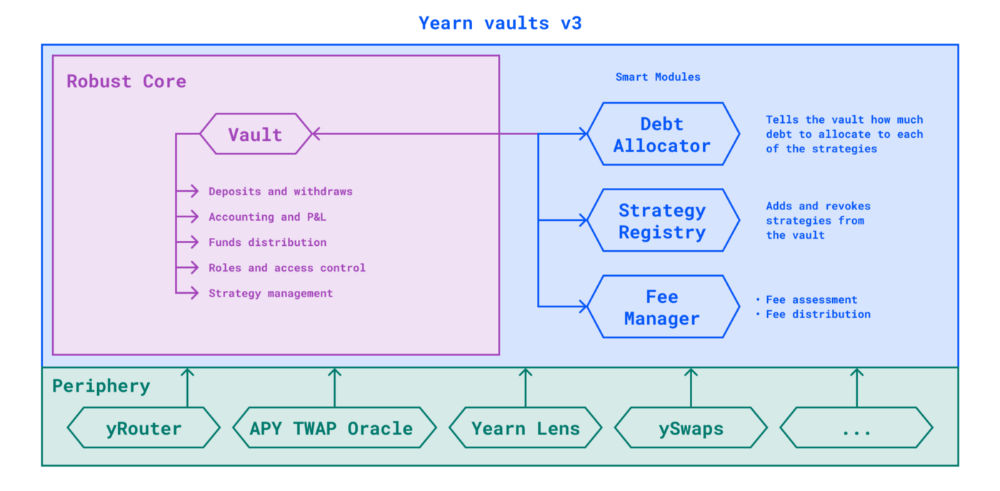 Yearn vaults v3
Robust Core
Vault
Deposits and withdraws
Accounting and P&L
Funds distribution
Roles and access control
Strategy management
Smart Modules
Debt
Allocator
Tells the vault how much
debt to allocate to each
of the strategies
Strategy
Registry
Adds and revokes
strategies from
the vault
Fee
Manager
• Fee assessment
• Fee distribution
Periphery
yRouter
APY TWAP Oracle
Yearn Lens
ySwaps
...